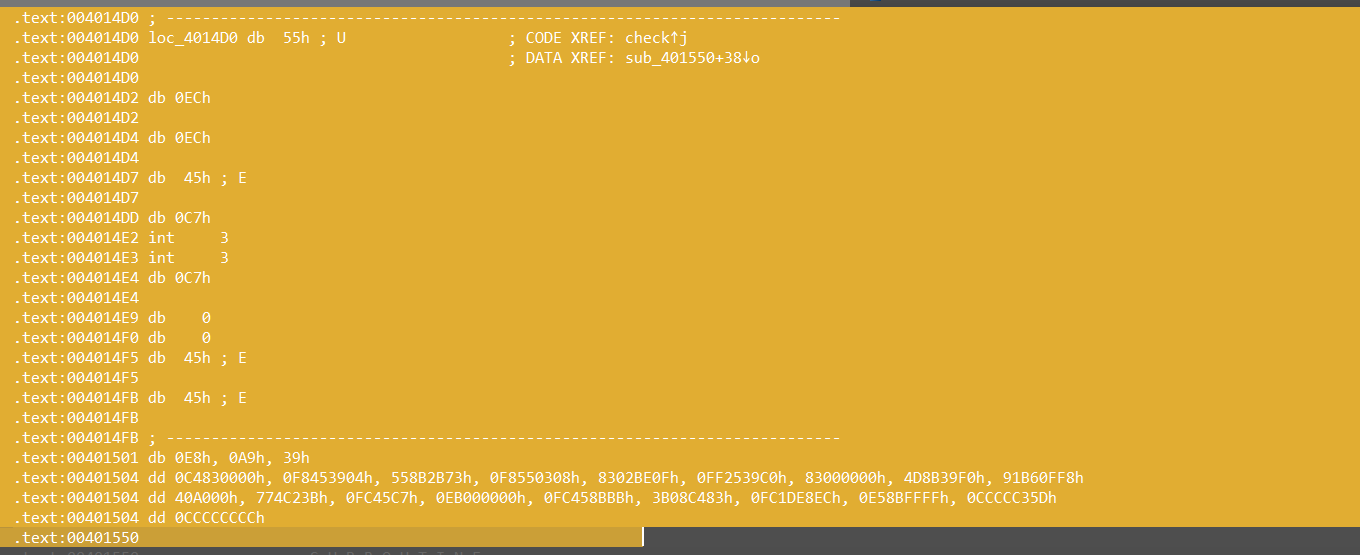 .text:004014D0 ; ---------------------------------------------------------------------------
.text:004014D0 loc_4014D0 db  55h ; U                  ; CODE XREF: check↑j
.text:004014D0                                         ; DATA XREF: sub_401550+38↓o
.text:004014D0
.text:004014D2 db 0ECh
.text:004014D2
.text:004014D4 db 0ECh
.text:004014D4
.text:004014D7 db  45h ; E
.text:004014D7
.text:004014DD db 0C7h
.text:004014E2 int     3
.text:004014E3 int     3
.text:004014E4 db 0C7h
.text:004014E4
.text:004014E9 db    0
.text:004014F0 db    0
.text:004014F5 db  45h ; E
.text:004014F5
.text:004014FB db  45h ; E
.text:004014FB
.text:004014FB ; ---------------------------------------------------------------------------
.text:00401501 db 0E8h, 0A9h, 39h
.text:00401504 dd 0C4830000h, 0F8453904h, 558B2B73h, 0F8550308h, 8302BE0Fh, 0FF2539C0h, 83000000h, 4D8B39F0h, 91B60FF8h
.text:00401504 dd 40A000h, 774C23Bh, 0FC45C7h, 0EB000000h, 0FC458BBBh, 3B08C483h, 0FC1DE8ECh, 0E58BFFFFh, 0CCCCC35Dh
.text:00401504 dd 0CCCCCCCCh
.text:00401550